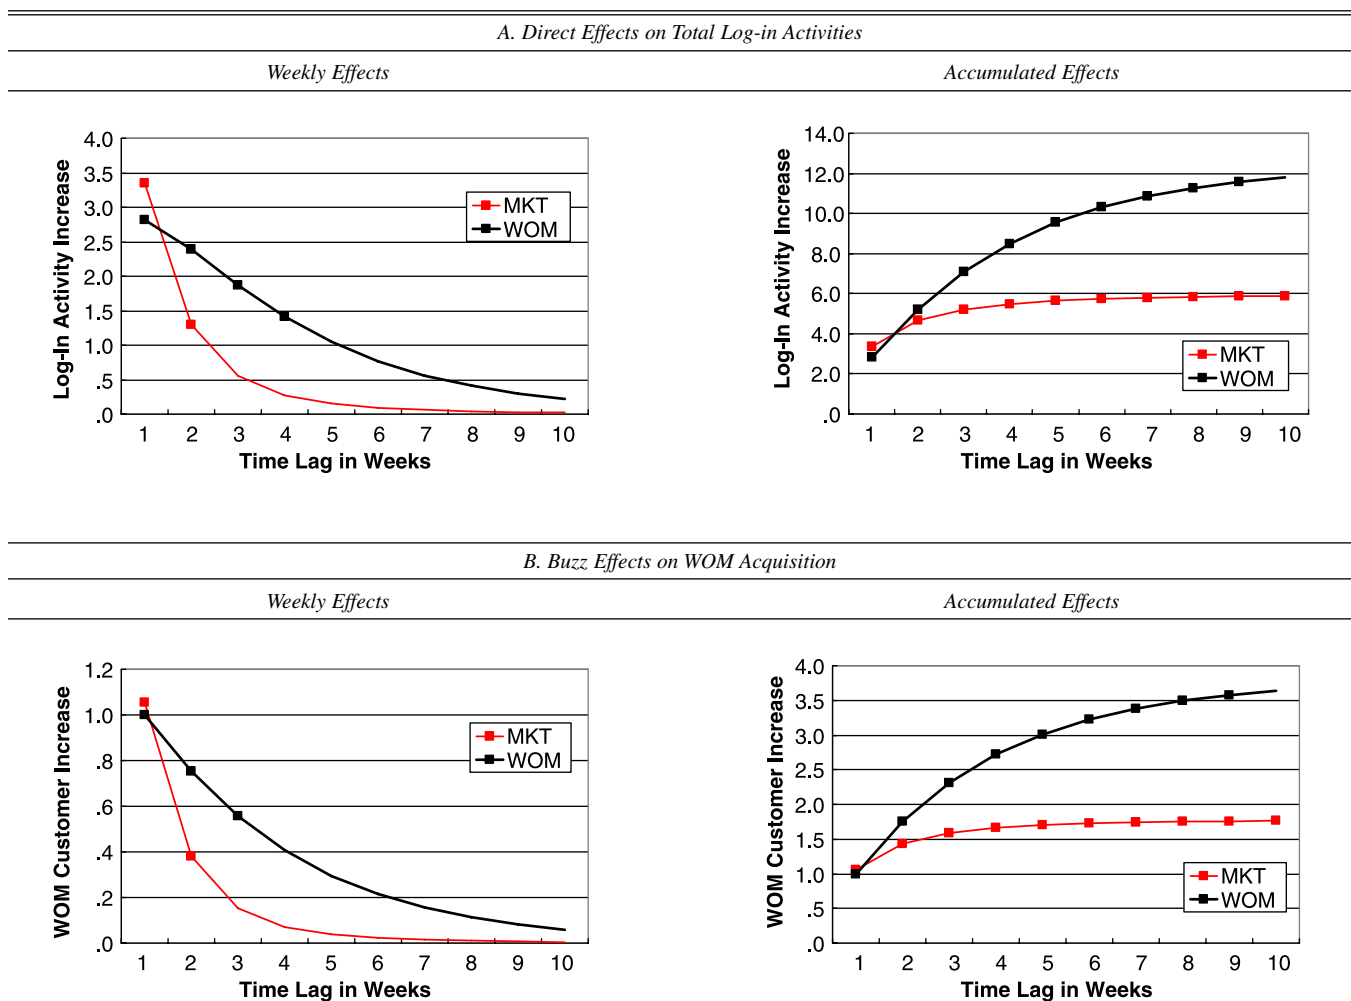 A. Direct Effects on Total Log-in Activities
Weekly Effects
Accumulated Effects
Log-In Activity Increase
4.0
3.5
3.0
2.5
2.0
1.5
1.0
.5
.0
MKT
WOM
1 2 3 4 5 6 7 8 9 10
Time Lag in Weeks
Log-In Activity Increase
14.0
12.0
10.0
8.0
6.0
4.0
2.0
.0
MKT
WOM
1 2 3 4 5 6 7 8 9 10
Time Lag in Weeks
B. Buzz Effects on WOM Acquisition
Weekly Effects
Accumulated Effects
WOM Customer Increase
1.2
1.0
.8
.6
.4
.2
.0
MKT
WOM
1 2 3 4 5 6 7 8 9 10
Time Lag in Weeks
WOM Customer Increase
4.0
3.5
3.0
2.5
2.0
1.5
1.0
.5
.0
MKT
WOM
1 2 3 4 5 6 7 8 9 10
Time Lag in Weeks